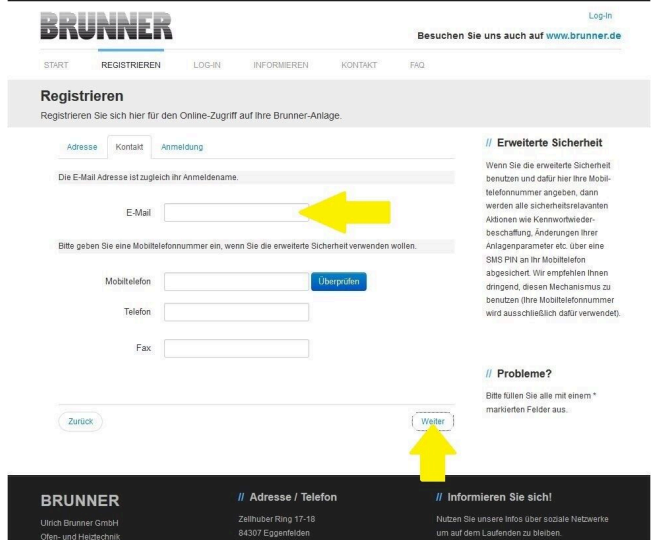 BRUNNER
Log-In
Besuchen Sie uns auch auf www.brunner.de
START REGISTRIEREN LOG-IN INFORMIEREN KONTAKT FAQ
Registrieren
Registrieren Sie sich hier für den Online-Zugriff auf Ihre Brunner-Anlage.
Adresse Kontakt Anmeldung
Die E-Mail Adresse ist zugleich ihr Anmeldename.
E-Mail
Bitte geben Sie eine Mobiltelefonnummer ein, wenn Sie die erweiterte Sicherheit verwenden wollen.
Mobiltelefon Überprüfen
Telefon
Fax
Zurück Weiter
// Erweiterte Sicherheit
Wenn Sie die erweiterte Sicherheit
benutzen und dafür hier Ihre Mobil-
telefonnummer angeben, dann
werden alle sicherheitsrelevanten
Aktionen wie Kennwortwieder-
beschaffung, Änderungen Ihrer
Anlagenparameter etc. über eine
SMS PIN an Ihr Mobiltelefon
abgesichert. Wir empfehlen Ihnen
dringend, diesen Mechanismus zu
benutzen (Ihre Mobiltelefonnummer
wird ausschließlich dafür verwendet).
// Probleme?
Bitte füllen Sie alle mit einem *
markierten Felder aus.
BRUNNER
Ulrich Brunner GmbH
Ofen- und Heiztechnik
// Adresse / Telefon
Zellhuber Ring 17-18
84307 Eggenfelden
// Informieren Sie sich!
Nutzen Sie unsere Infos über soziale Netzwerke
um auf dem Laufenden zu bleiben.